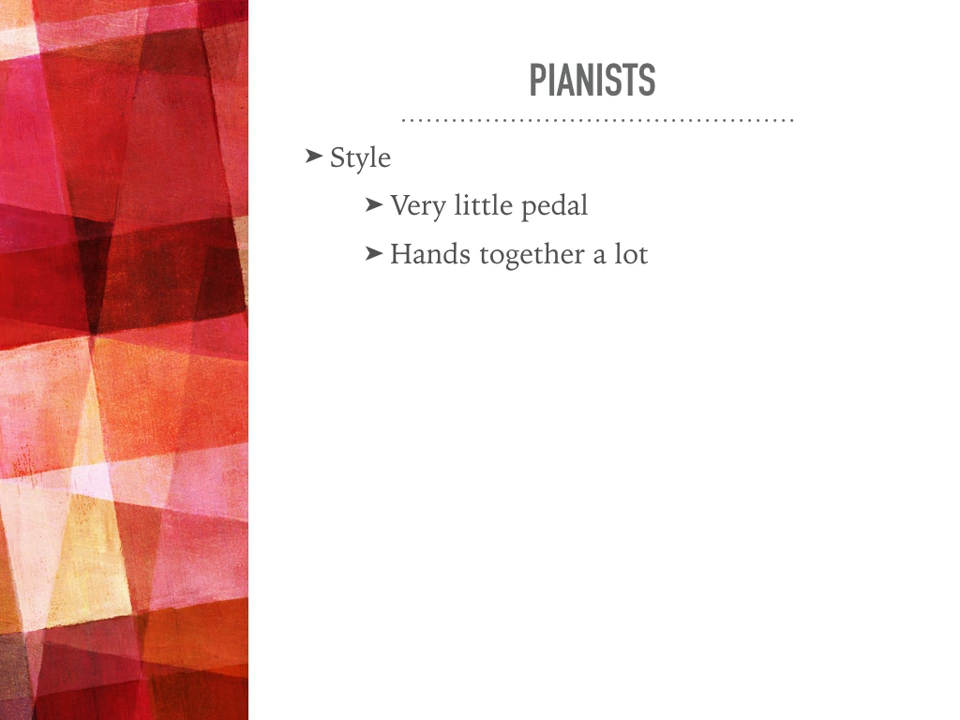 PIANISTS
➤ Style
➤ Very little pedal
➤ Hands together a lot